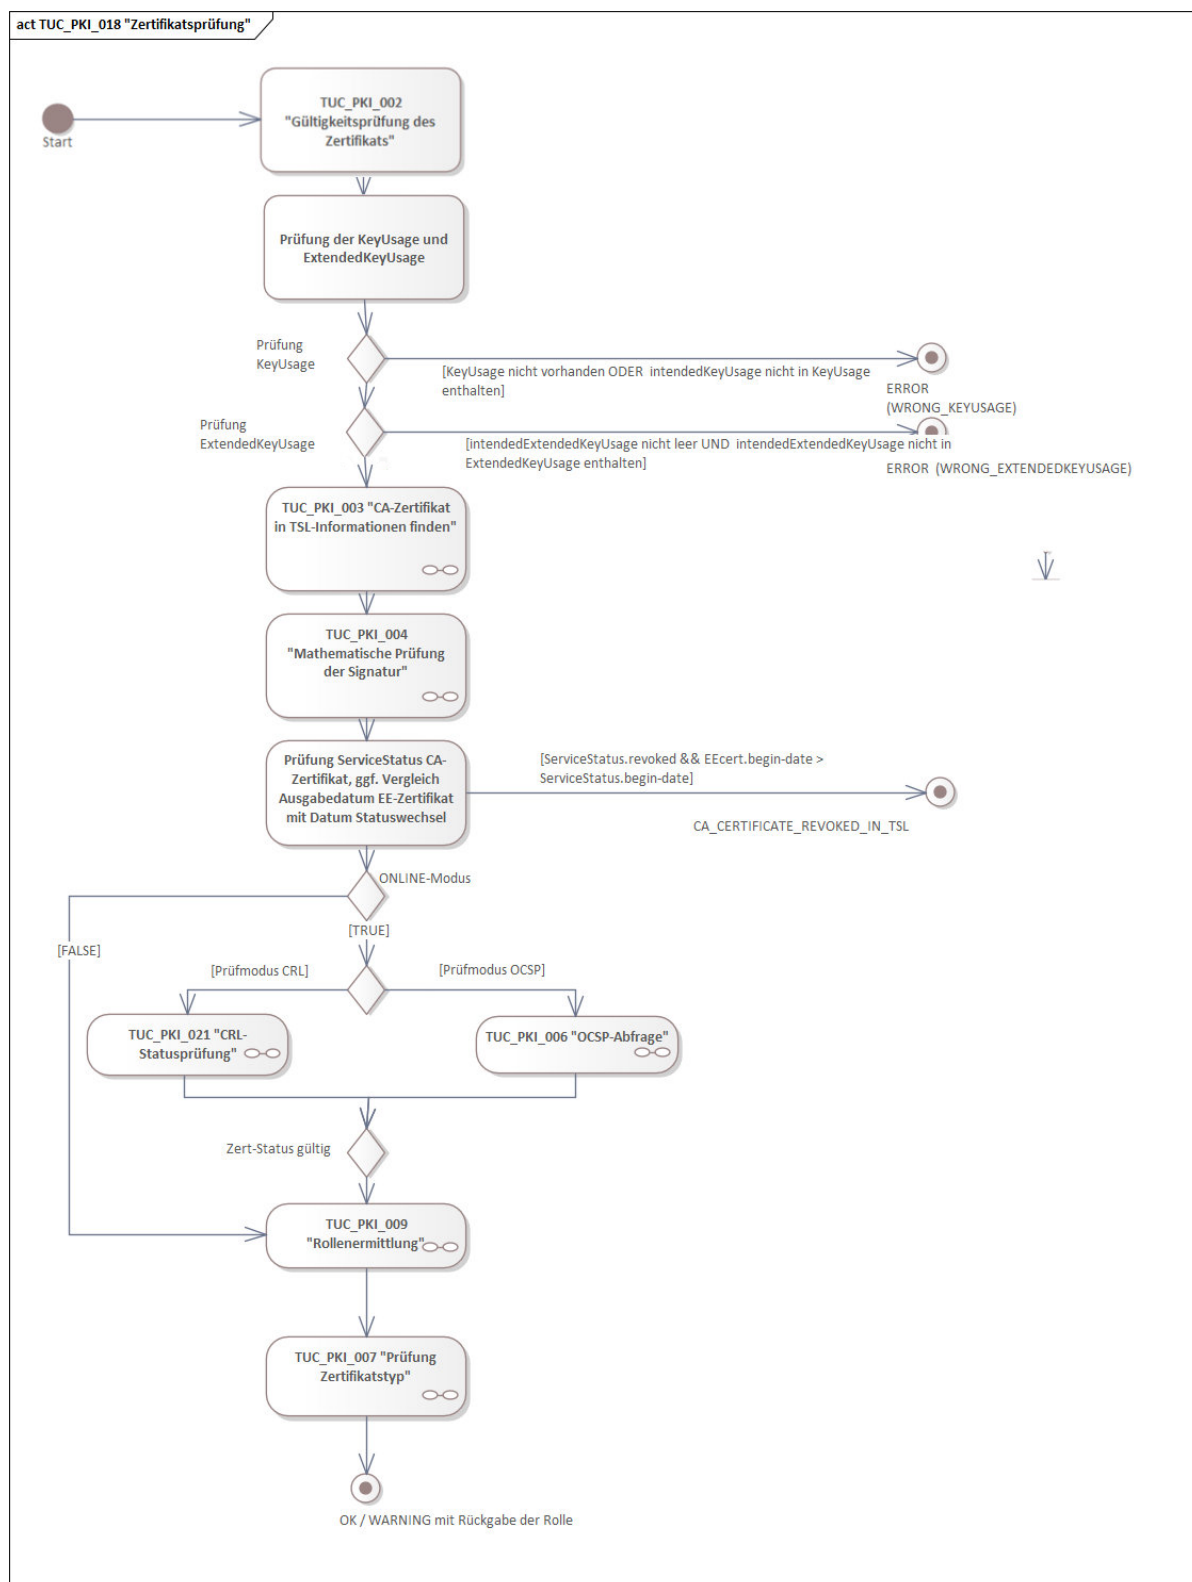 act TUC_PKI_018 "Zertifikatsprüfung"
TUC_PKI_002
"Gültigkeitsprüfung des
Zertifikats"
Start
Prüfung der KeyUsage und
ExtendedKeyUsage
Prüfung
KeyUsage
[KeyUsage nicht vorhanden ODER intendedKeyUsage nicht in KeyUsage
enthalten]
ERROR
(WRONG_KEYUSAGE)
Prüfung
ExtendedKeyUsage
[intendedExtendedKeyUsage nicht leer UND intendedExtendedKeyUsage nicht in
ExtendedKeyUsage enthalten]
ERROR (WRONG_EXTENDEDKEYUSAGE)
TUC_PKI_003 "CA-Zertifikat
in TSL-Informationen finden"
TUC_PKI_004
"Mathematische Prüfung
der Signatur"
Prüfung ServiceStatus CA-
Zertifikat, ggf. Vergleich
Ausgabedatum EE-Zertifikat
mit Datum Statuswechsel
[ServiceStatus.revoked && EEcert.begin-date >
ServiceStatus.begin-date]
CA_CERTIFICATE_REVOKED_IN_TSL
ONLINE-Modus
[TRUE]
[FALSE]
[Prüfmodus CRL]
[Prüfmodus OCSP]
TUC_PKI_021 "CRL-
Statusprüfung"
TUC_PKI_006 "OCSP-Abfrage"
Zert-Status gültig
TUC_PKI_009
"Rollenermittlung"
TUC_PKI_007 "Prüfung
Zertifikatstyp"
OK / WARNING mit Rückgabe der Rolle